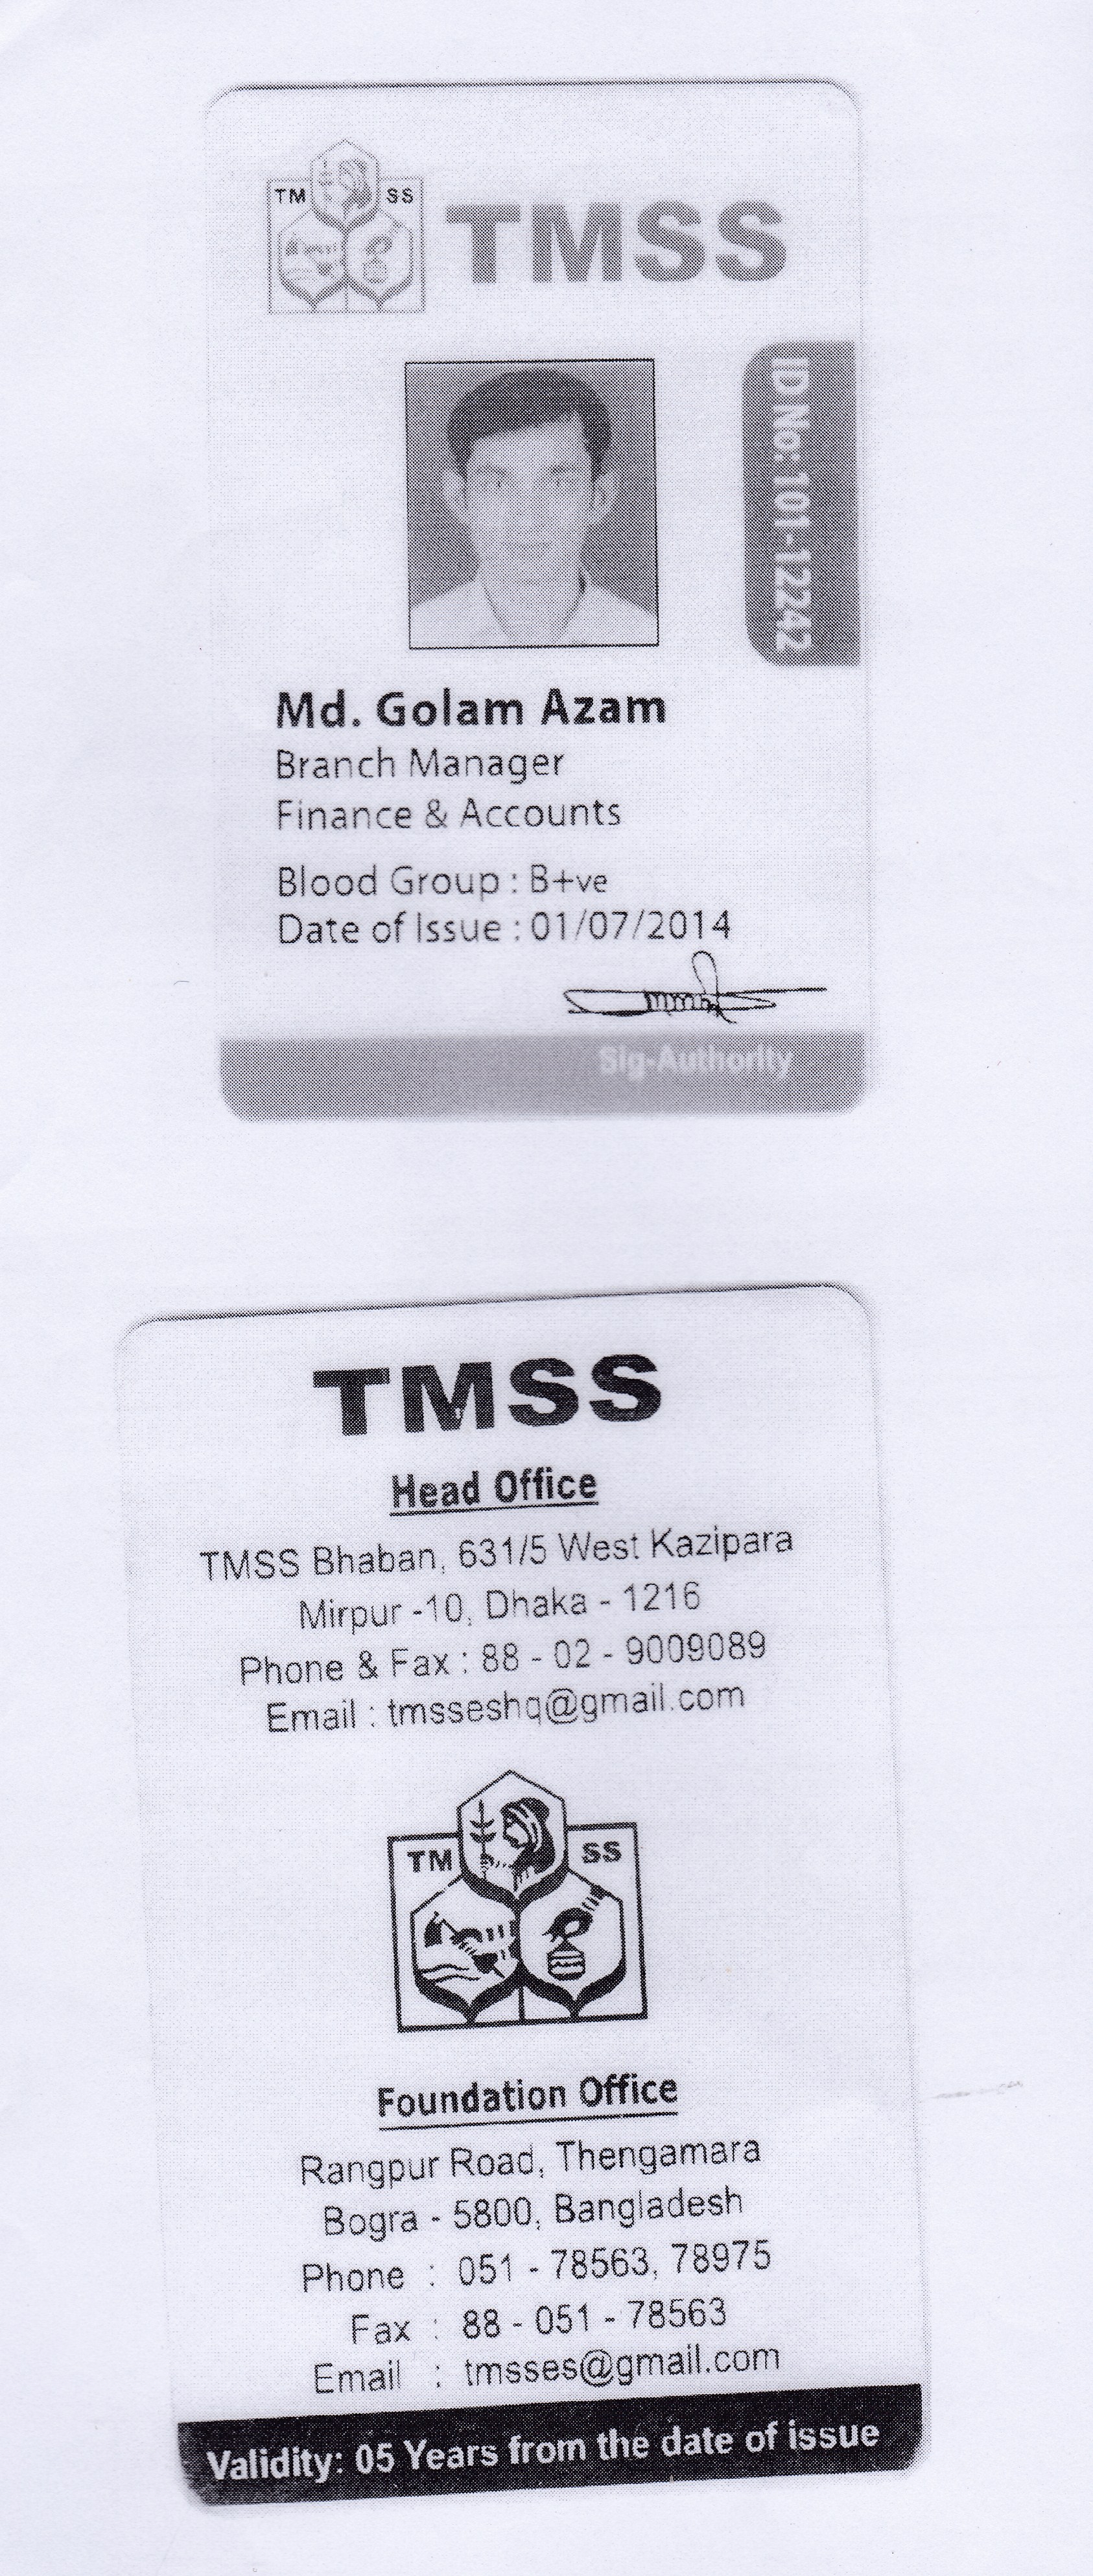 TM SS
TMSS
ID No: 101-12242
Md. Golam Azam
Branch Manager
Finance & Accounts
Blood Group : B+ve
Date of Issue : 01/07/2014
Sig-Authority
TMSS
Head Office
TMSS Bhaban, 631/5 West Kazipara
Mirpur -10, Dhaka - 1216
Phone & Fax : 88 - 02 - 9009089
Email : tmsseshq@gmail.com
TM SS
Foundation Office
Rangpur Road, Thengamara
Bogra - 5800, Bangladesh
Phone : 051 - 78563, 78975
Fax : 88 - 051 - 78563
Email : tmsses@gmail.com
Validity: 05 Years from the date of issue